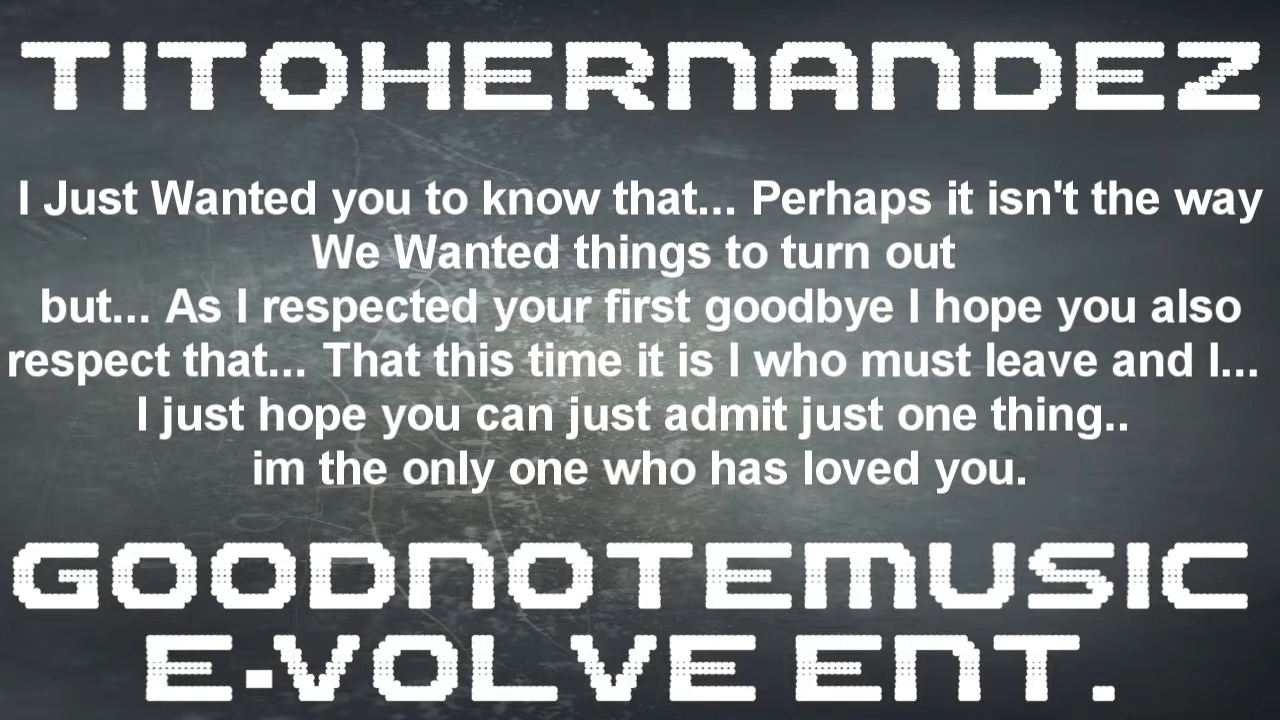 TITOHERNANDEZ
I Just Wanted you to know that... Perhaps it isn't the way
We Wanted things to turn out
but... As I respected your first goodbye I hope you also
respect that... That this time it is I who must leave and I...
I just hope you can just admit just one thing..
im the only one who has loved you.
GOODNOTEMUSIC
E-VOLVE ENT.